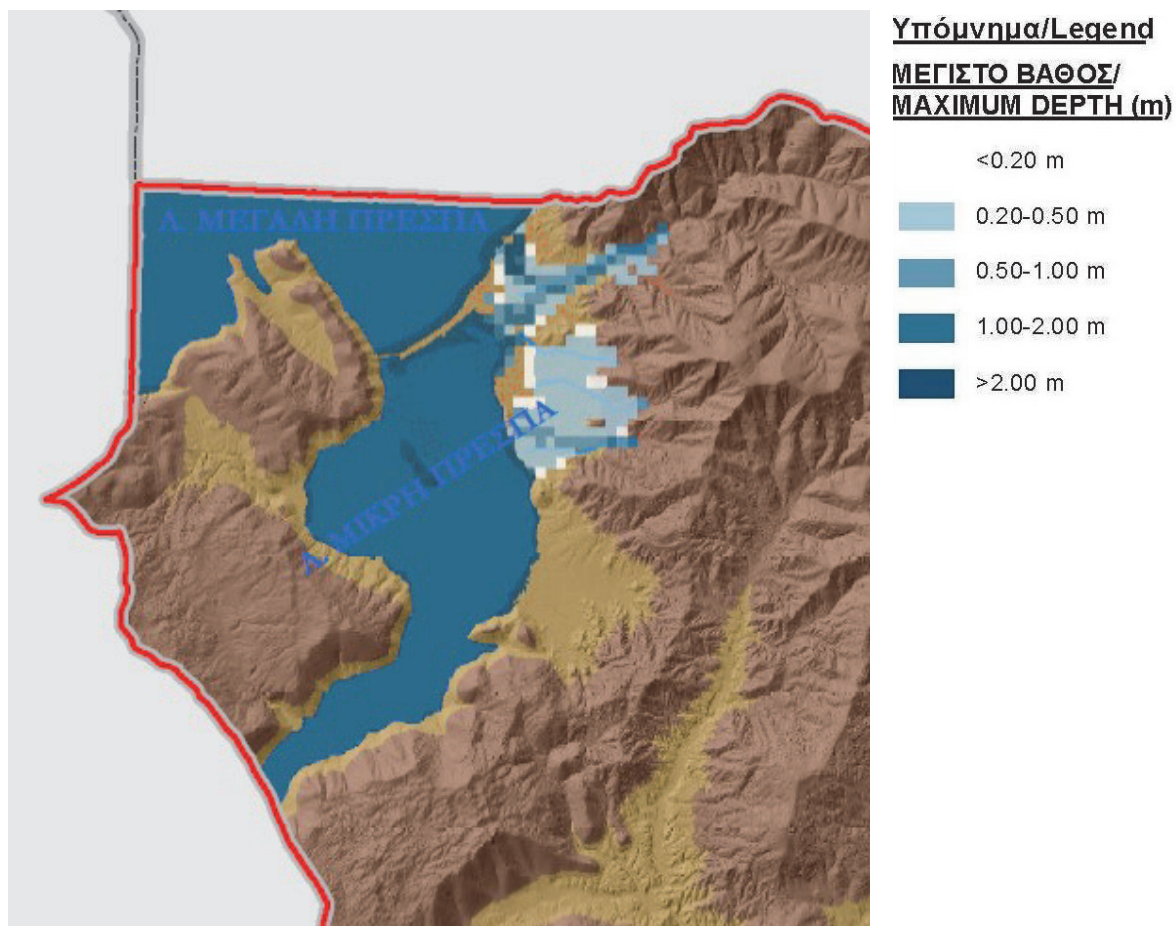 Λ. ΜΕΓΑΛΗ ΠΡΕΣΠΑ
Λ. ΜΙΚΡΗ ΠΡΕΣΠΑ
Υπόμνημα/Legend
ΜΕΓΙΣΤΟ ΒΑΘΟΣ/
MAXIMUM DEPTH (m)
<0.20 m
0.20-0.50 m
0.50-1.00 m
1.00-2.00 m
>2.00 m